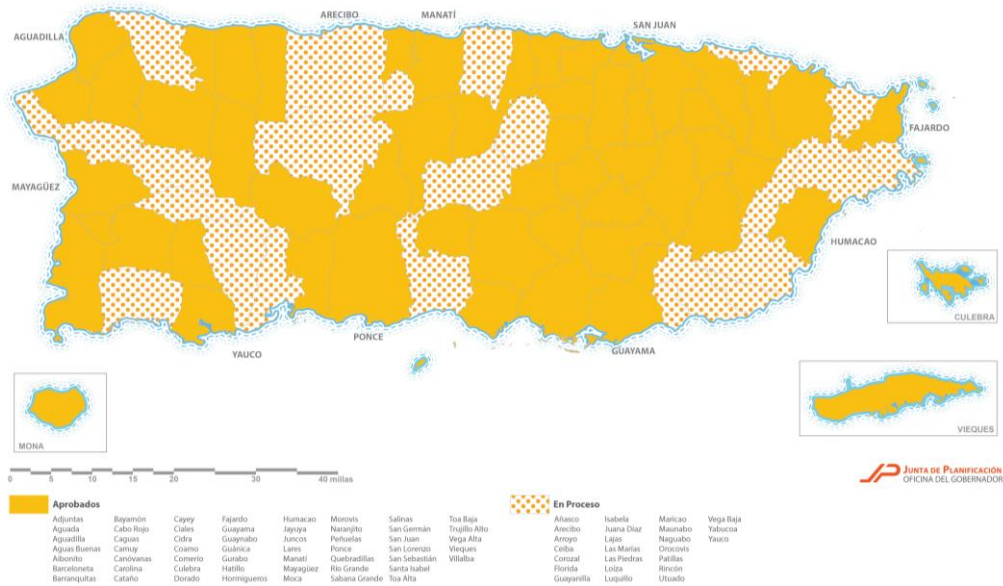 ARECIBO
MANATÍ
SAN JUAN
AGUADILLA
FAJARDO
MAYAGÜEZ
HUMACAO
CULEBRA
PONCE
YAUCO
GUAYAMA
MONA
VIEQUES
0 5 10 20 30 40 millas
JP JUNTA DE PLANIFICACIÓN
OFICINA DEL GOBERNADOR
Aprobados
Adjuntas Bayamón Cayey Fajardo Humacao Morovis Salinas Toa Baja
Aguada Cabo Rojo Ciales Guayama Jayuya Naranjito San Germán Trujillo Alto
Aguadilla Caguas Cidra Guaynabo Juncos Peñuelas San Juan Vega Alta
Aguas Buenas Camuy Coamo Guánica Lares Ponce San Lorenzo Vieques
Aibonito Canóvanas Comerío Gurabo Manatí Quebradillas San Sebastián Villalba
Barceloneta Carolina Culebra Hatillo Mayagüez Río Grande Santa Isabel
Barranquitas Cataño Dorado Hormigueros Moca Sabana Grande Toa Alta
En Proceso
Añasco Isabela Maricao Vega Baja
Arecibo Juana Díaz Maunabo Yabucoa
Arroyo Lajas Naguabo Yauco
Ceiba Las Marías Orocovis
Corozal Las Piedras Patillas
Florida Loíza Rincón
Guayanilla Luquillo Utuado